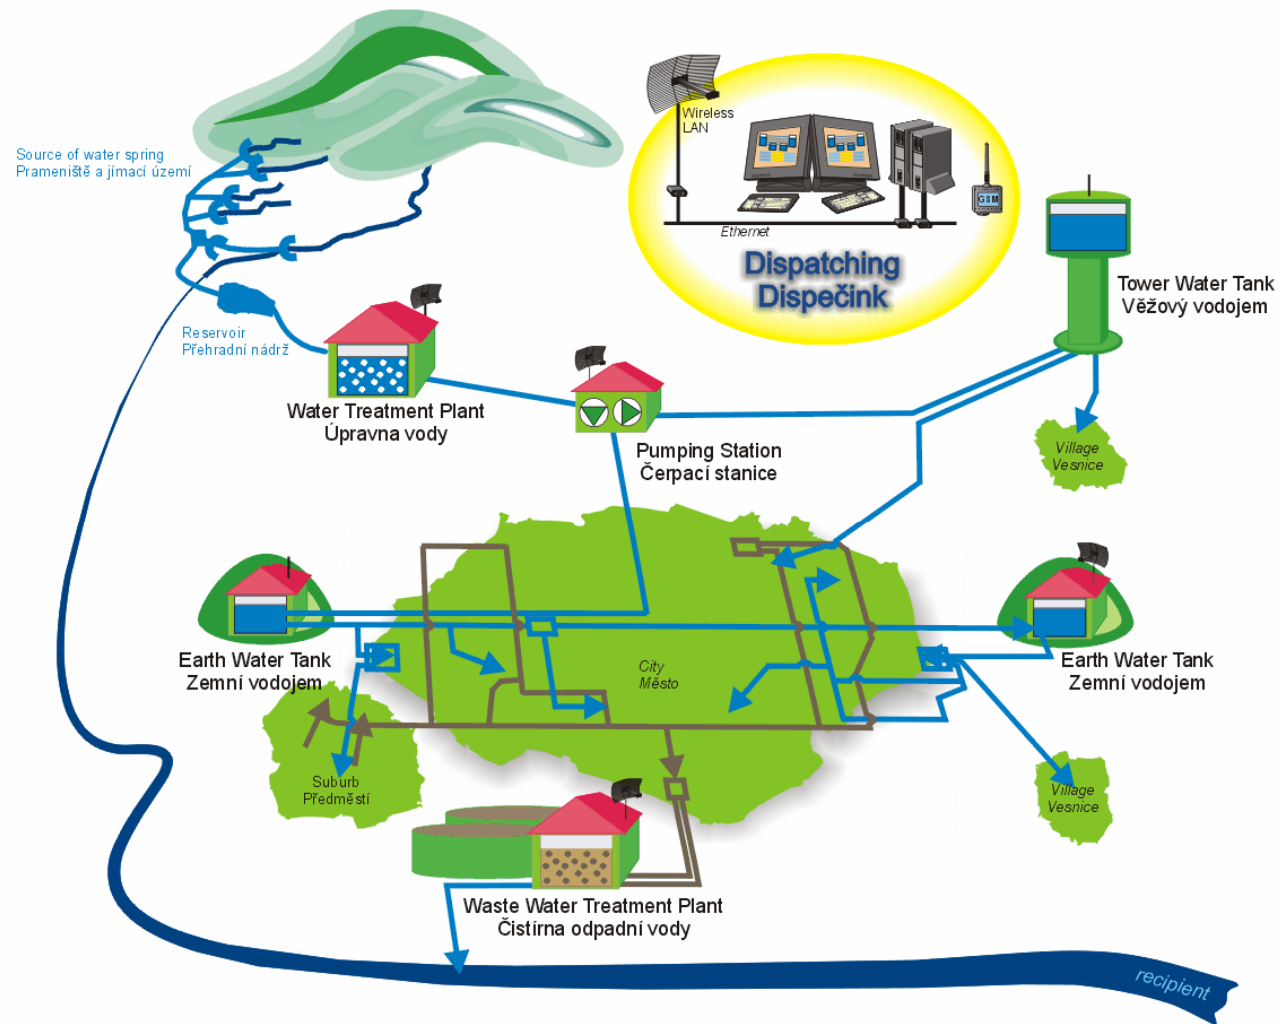 Source of water spring
Prameniště a jímací území
Wireless
LAN
GSM
Ethernet
Dispatching
Dispečink
Tower Water Tank
Věžový vodojem
Reservoir
Přehradní nádrž
Water Treatment Plant
Úpravna vody
Pumping Station
Čerpací stanice
Village
Vesnice
Earth Water Tank
Zemní vodojem
City
Město
Earth Water Tank
Zemní vodojem
Suburb
Předměstí
Village
Vesnice
Waste Water Treatment Plant
Čistírna odpadní vody
recipient